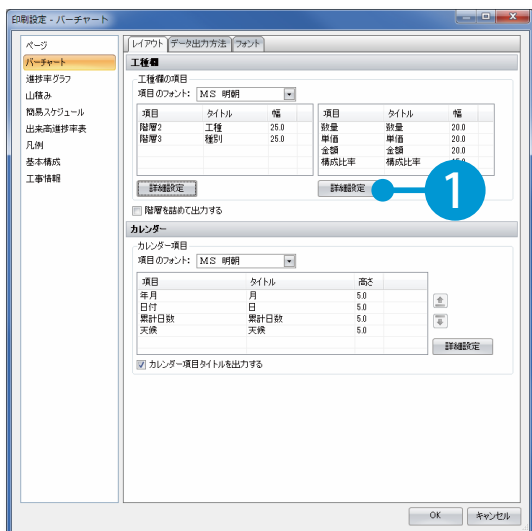 印刷設定 - バーチャート
ページ
バーチャート
進捗率グラフ
山積み
簡易スケジュール
出来高進捗率表
凡例
基本構成
工事情報
レイアウト データ出力方法 フォント
工種欄
工種欄の項目
項目のフォント: MS 明朝
項目 タイトル 幅
階層2 工種 25.0
階層3 種別 25.0
項目 タイトル 幅
数量 数量 20.0
単価 単価 20.0
金額 金額 20.0
構成比率 構成比率
詳細設定
詳細設定
1
階層を詰めて出力する
カレンダー
カレンダー項目
項目のフォント: MS 明朝
項目 タイトル 高さ
年月 月 5.0
日付 日 5.0
累計日数 累計日数 5.0
天候 天候 5.0
詳細設定
カレンダー項目タイトルを出力する
OK キャンセル